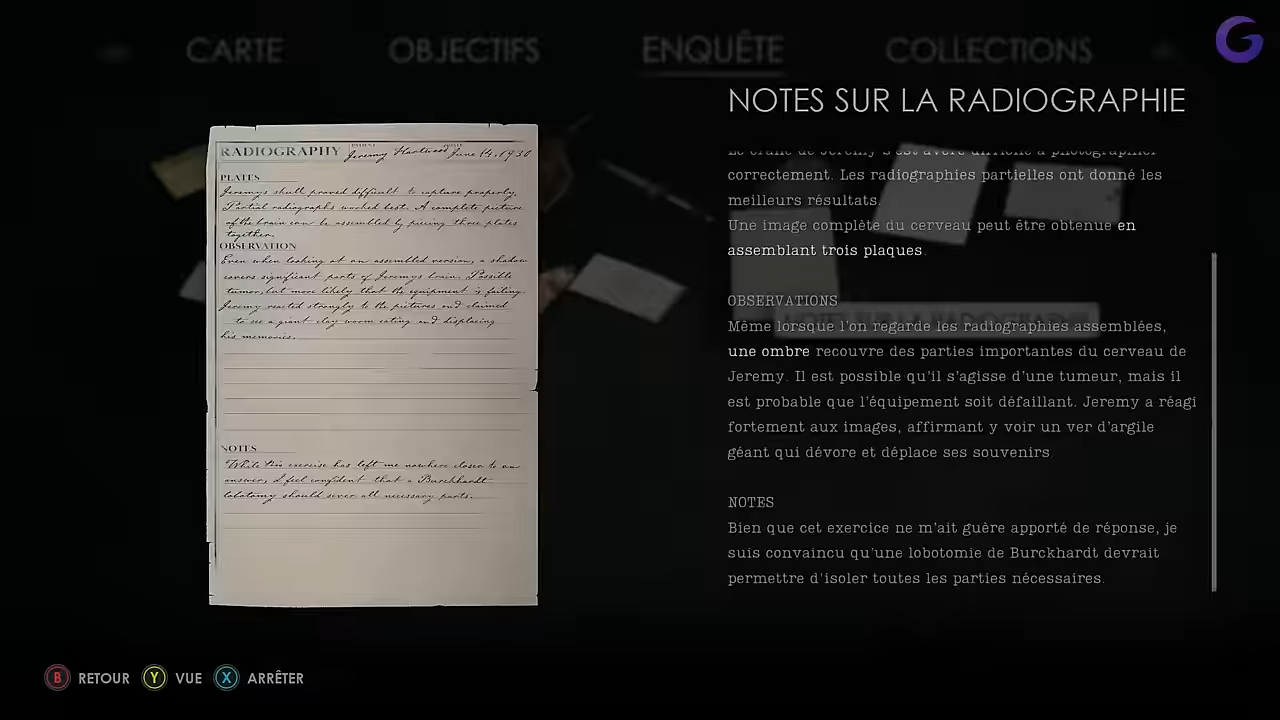 CARTE OBJECTIFS ENQUÊTE COLLECTIONS
NOTES SUR LA RADIOGRAPHIE
RADIOGRAPHY
Jeremy Hartwood June 14, 1930
PLATES
Jeremys skull proved difficult to capture properly.
Partial radiographs worked best. A complete picture
of the brain can be assembled by piecing three plates
together.
OBSERVATION
Even when looking at an assembled version, a shadow
covers significant parts of Jeremys brain. Possible
tumor, but more likely that the equipment is failing.
Jeremy reacted strongly to the pictures and claimed
to see a giant clay worm eating and displacing
his memories.
NOTES
While this exercise has left me nowhere closer to an
answer, I feel confident that a Burckhardt
lobotomy should sever all necessary parts.
Le crâne de Jeremy s'est avéré difficile à photographier
correctement. Les radiographies partielles ont donné les
meilleurs résultats.
Une image complète du cerveau peut être obtenue en
assemblant trois plaques.
OBSERVATIONS
Même lorsque l'on regarde les radiographies assemblées,
une ombre recouvre des parties importantes du cerveau de
Jeremy. Il est possible qu'il s'agisse d'une tumeur, mais il
est probable que l'équipement soit défaillant. Jeremy a réagi
fortement aux images, affirmant y voir un ver d'argile
géant qui dévore et déplace ses souvenirs.
NOTES
Bien que cet exercice ne m'ait guère apporté de réponse, je
suis convaincu qu'une lobotomie de Burckhardt devrait
permettre d'isoler toutes les parties nécessaires.
B RETOUR Y VUE X ARRÊTER